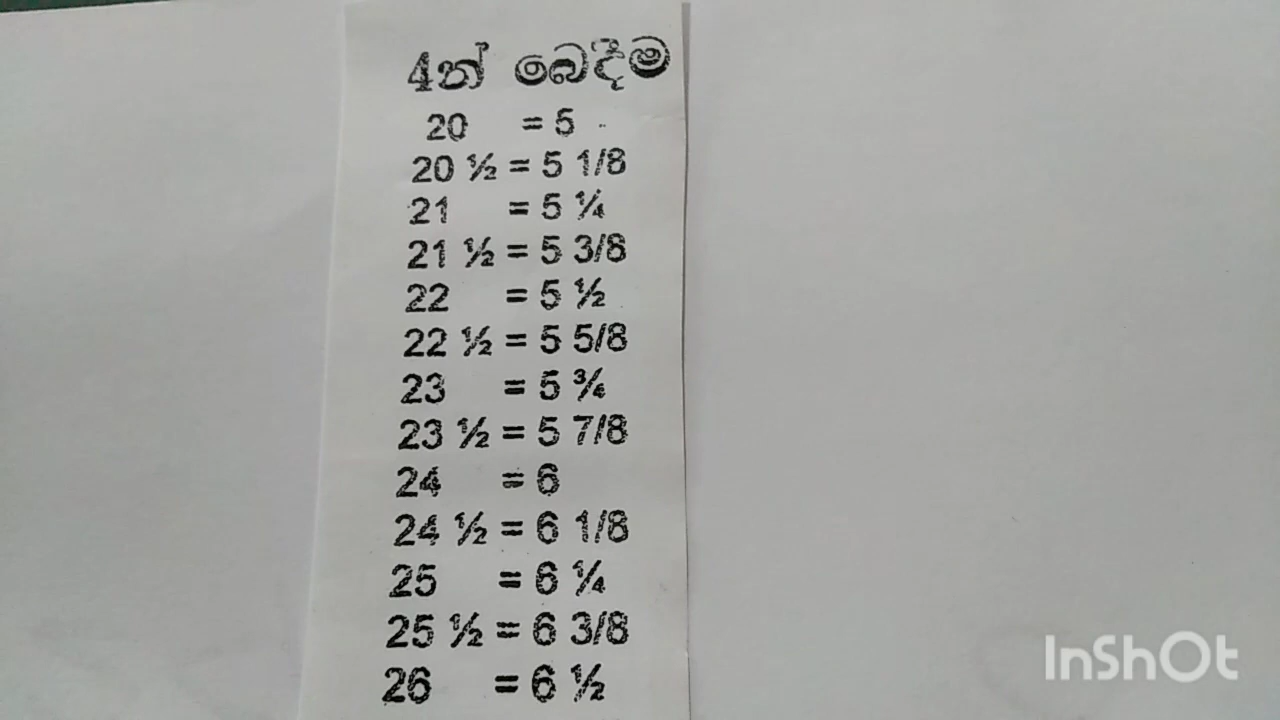 4න් බෙදීම
20 = 5
20 ½ = 5 1/8
21 = 5 ¼
21 ½ = 5 3/8
22 = 5 ½
22 ½ = 5 5/8
23 = 5 ¾
23 ½ = 5 7/8
24 = 6
24 ½ = 6 1/8
25 = 6 ¼
25 ½ = 6 3/8
26 = 6 ½
InShOt